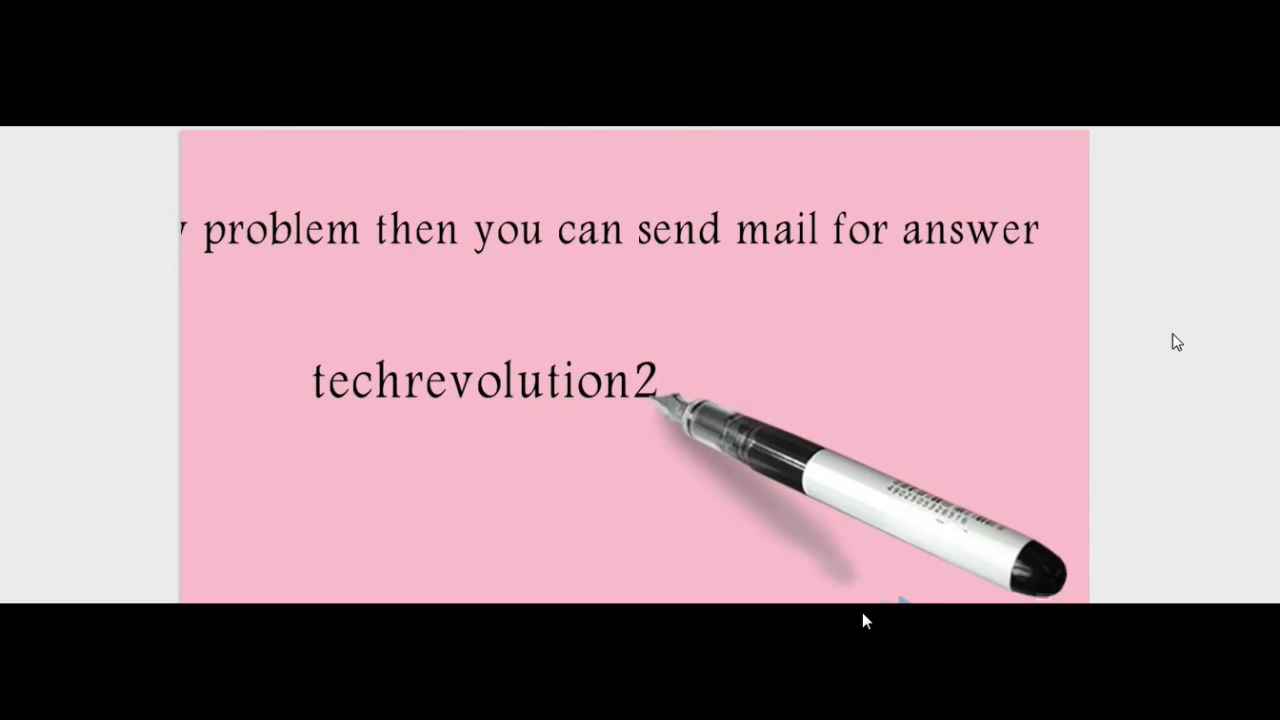 problem then you can send mail for answer
techrevolution2